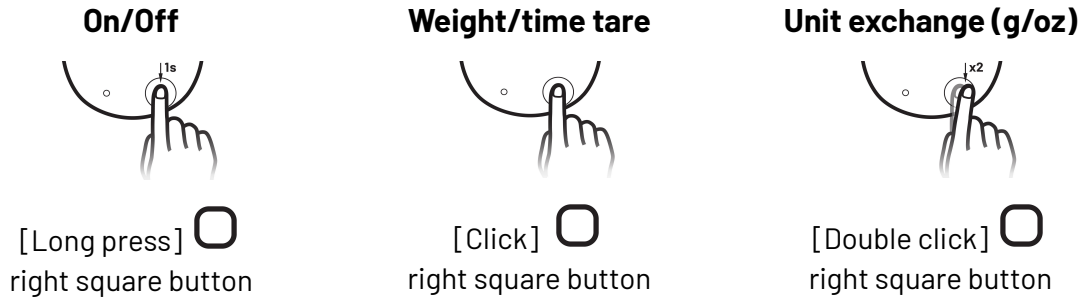 On/Off
Weight/time tare
Unit exchange (g/oz)
1s
x2
[Long press]
right square button
[Click]
right square button
[Double click]
right square button